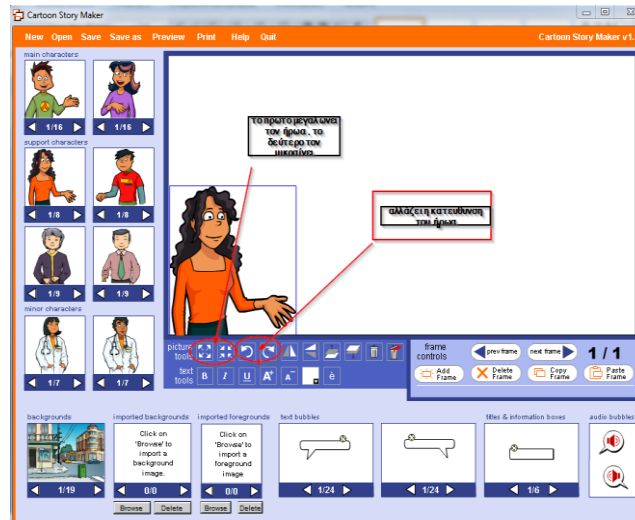 Cartoon Story Maker
New Open Save Save as Preview Print Help Quit
Cartoon Story Maker v1.
main characters
1/16
1/16
support characters
1/8
1/8
1/9
1/9
minor characters
1/7
1/7
το πρώτο μεγαλώνει
τον ήρωα . το
δεύτερο τον
μικραίνει
αλλάζει η κατευθυνση
του ήρωα
picture
tools
text
tools
B I U A+ A- è
frame
controls
prev frame
next frame
1 / 1
Add
Frame
Delete
Frame
Copy
Frame
Paste
Frame
backgrounds
1/19
imported backgrounds
Click on
'Browse' to
import a
background
image.
0/0
Browse Delete
imported foregrounds
Click on
'Browse' to
import a
foreground
image
0/0
Browse Delete
text bubbles
1/24
1/24
titles & information boxes
1/6
audio bubbles